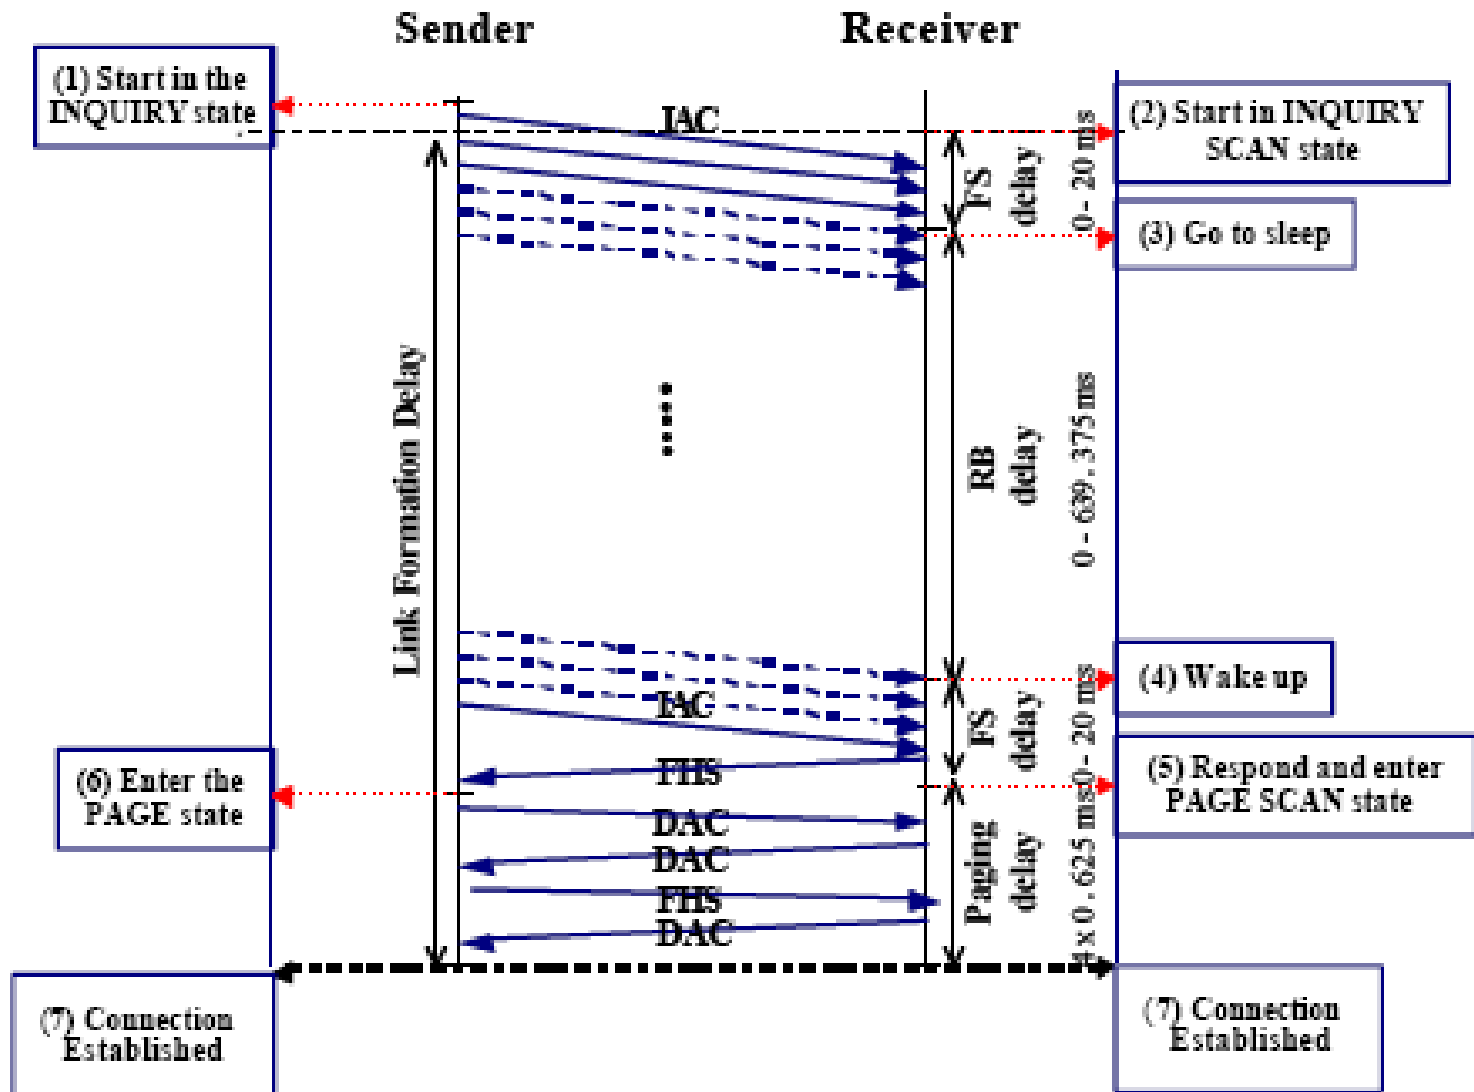 Sender
Receiver
(1) Start in the
INQUIRY state
IAC
(2) Start in INQUIRY
SCAN state
FS
delay
0 - 20 ms
(3) Go to sleep
Link Formation Delay
RB
delay
0 - 639.375 ms
(4) Wake up
IAC
FS
delay
0 - 20 ms
FHS
(5) Respond and enter
PAGE SCAN state
(6) Enter the
PAGE state
DAC
DAC
FHS
DAC
Paging
delay
4 x 0.625 ms
(7) Connection
Established
(7) Connection
Established